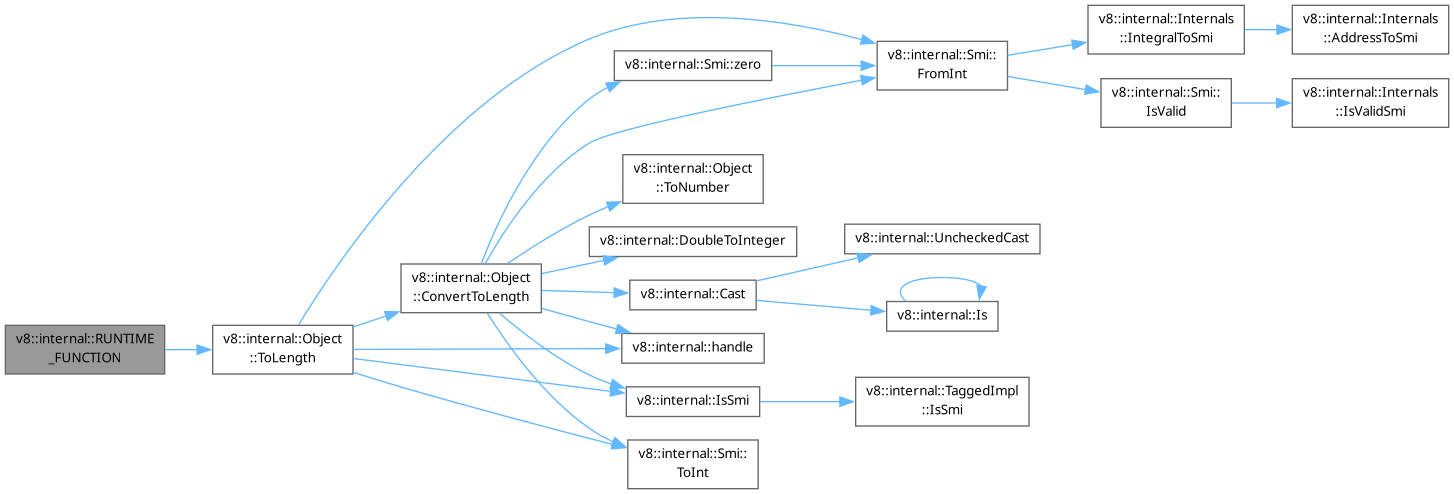 v8::internal::RUNTIME
_FUNCTION
v8::internal::Object
::ToLength
v8::internal::Object
::ConvertToLength
v8::internal::Smi::zero
v8::internal::Smi::
FromInt
v8::internal::Internals
::IntegralToSmi
v8::internal::Internals
::AddressToSmi
v8::internal::Smi::
IsValid
v8::internal::Internals
::IsValidSmi
v8::internal::Object
::ToNumber
v8::internal::DoubleToInteger
v8::internal::Cast
v8::internal::UncheckedCast
v8::internal::Is
v8::internal::handle
v8::internal::IsSmi
v8::internal::TaggedImpl
::IsSmi
v8::internal::Smi::
ToInt